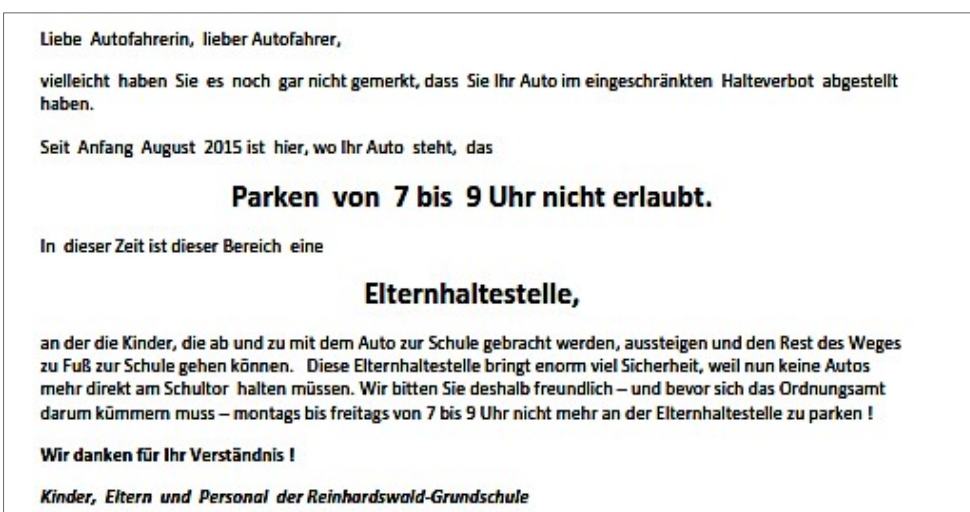 Liebe Autofahrerin, lieber Autofahrer,
vielleicht haben Sie es noch gar nicht gemerkt, dass Sie Ihr Auto im eingeschränkten Halteverbot abgestellt
haben.
Seit Anfang August 2015 ist hier, wo Ihr Auto steht, das
Parken von 7 bis 9 Uhr nicht erlaubt.
In dieser Zeit ist dieser Bereich eine
Elternhaltestelle,
an der die Kinder, die ab und zu mit dem Auto zur Schule gebracht werden, aussteigen und den Rest des Weges
zu Fuß zur Schule gehen können. Diese Elternhaltestelle bringt enorm viel Sicherheit, weil nun keine Autos
mehr direkt am Schultor halten müssen. Wir bitten Sie deshalb freundlich – und bevor sich das Ordnungsamt
darum kümmern muss – montags bis freitags von 7 bis 9 Uhr nicht mehr an der Elternhaltestelle zu parken !
Wir danken für Ihr Verständnis !
Kinder, Eltern und Personal der Reinhardswald-Grundschule